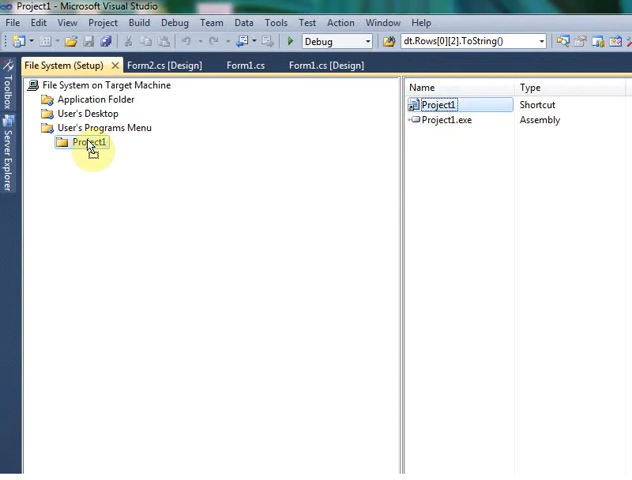 Project1 - Microsoft Visual Studio
File Edit View Project Build Debug Team Data Tools Test Analyze Window Help
Debug dt.Rows[0][2].ToString()
File System (Setup) Form2.cs [Design] Form1.cs Form1.cs [Design]
Toolbox
Server Explorer
File System on Target Machine
Application Folder
User's Desktop
User's Programs Menu
Project1
Name Type
Project1 Shortcut
Project1.exe Assembly